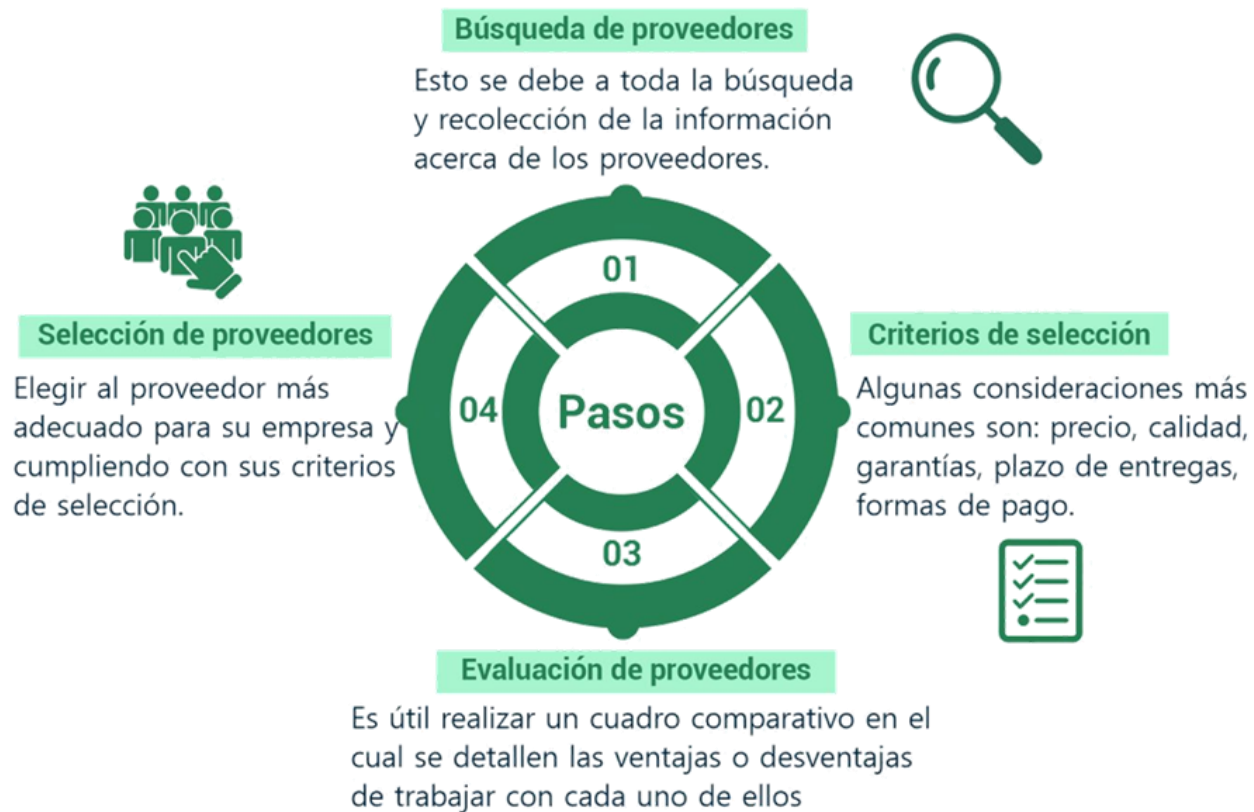 Búsqueda de proveedores
Esto se debe a toda la búsqueda
y recolección de la información
acerca de los proveedores.
01
Criterios de selección
Algunas consideraciones más
comunes son: precio, calidad,
garantías, plazo de entregas,
formas de pago.
02
Pasos
03
Evaluación de proveedores
Es útil realizar un cuadro comparativo en el
cual se detallen las ventajas o desventajas
de trabajar con cada uno de ellos
04
Selección de proveedores
Elegir al proveedor más
adecuado para su empresa y
cumpliendo con sus criterios
de selección.